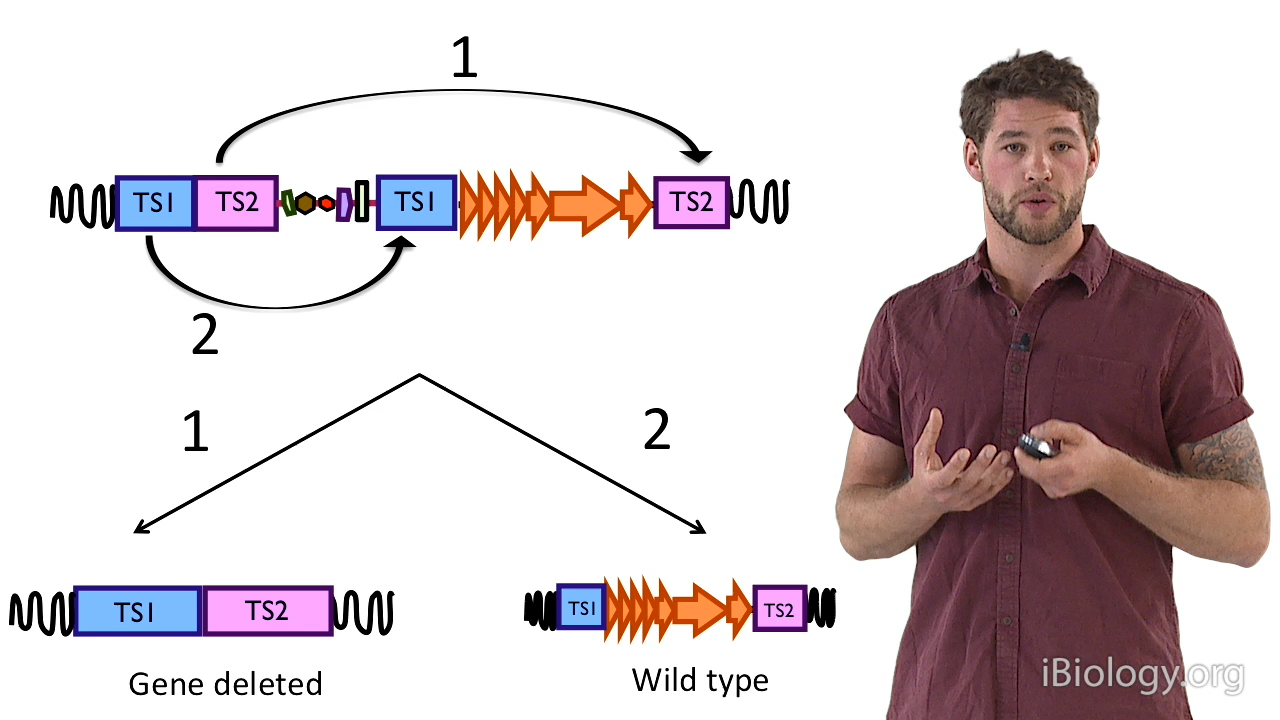 1
TS1 TS2 TS1 TS2
2
1 2
TS1 TS2 TS1 TS2
Gene deleted Wild type
iBiology.org